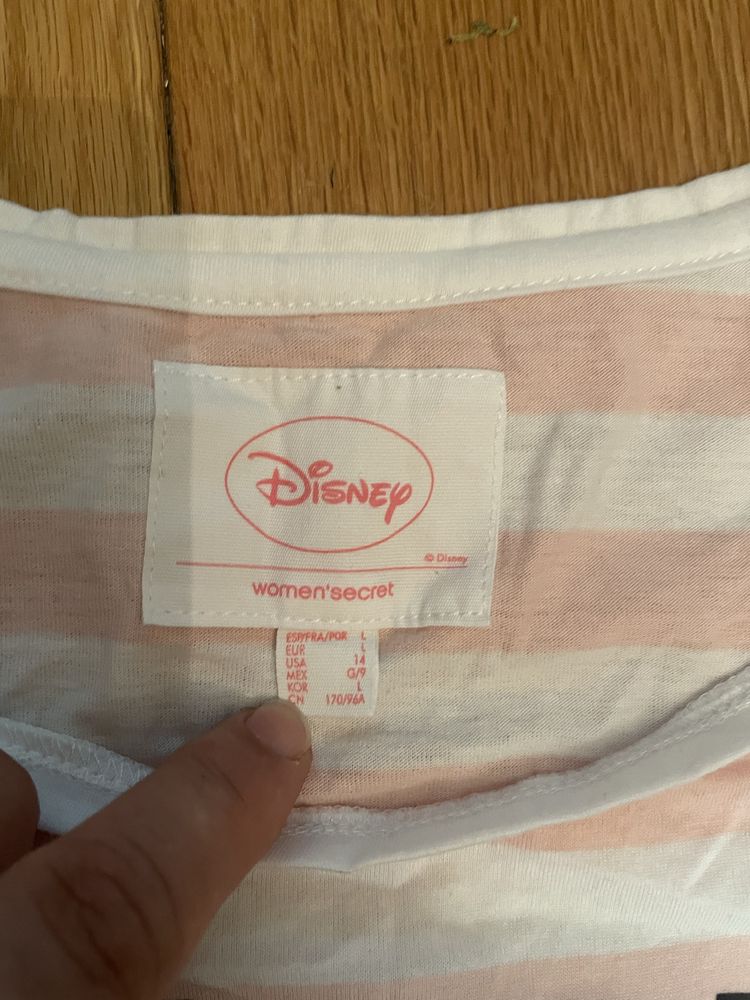 Disney
© Disney
women'secret
ESP/FRA/POR L
EUR L
USA 14
MEX G/9
KOR L
CN 170/96A